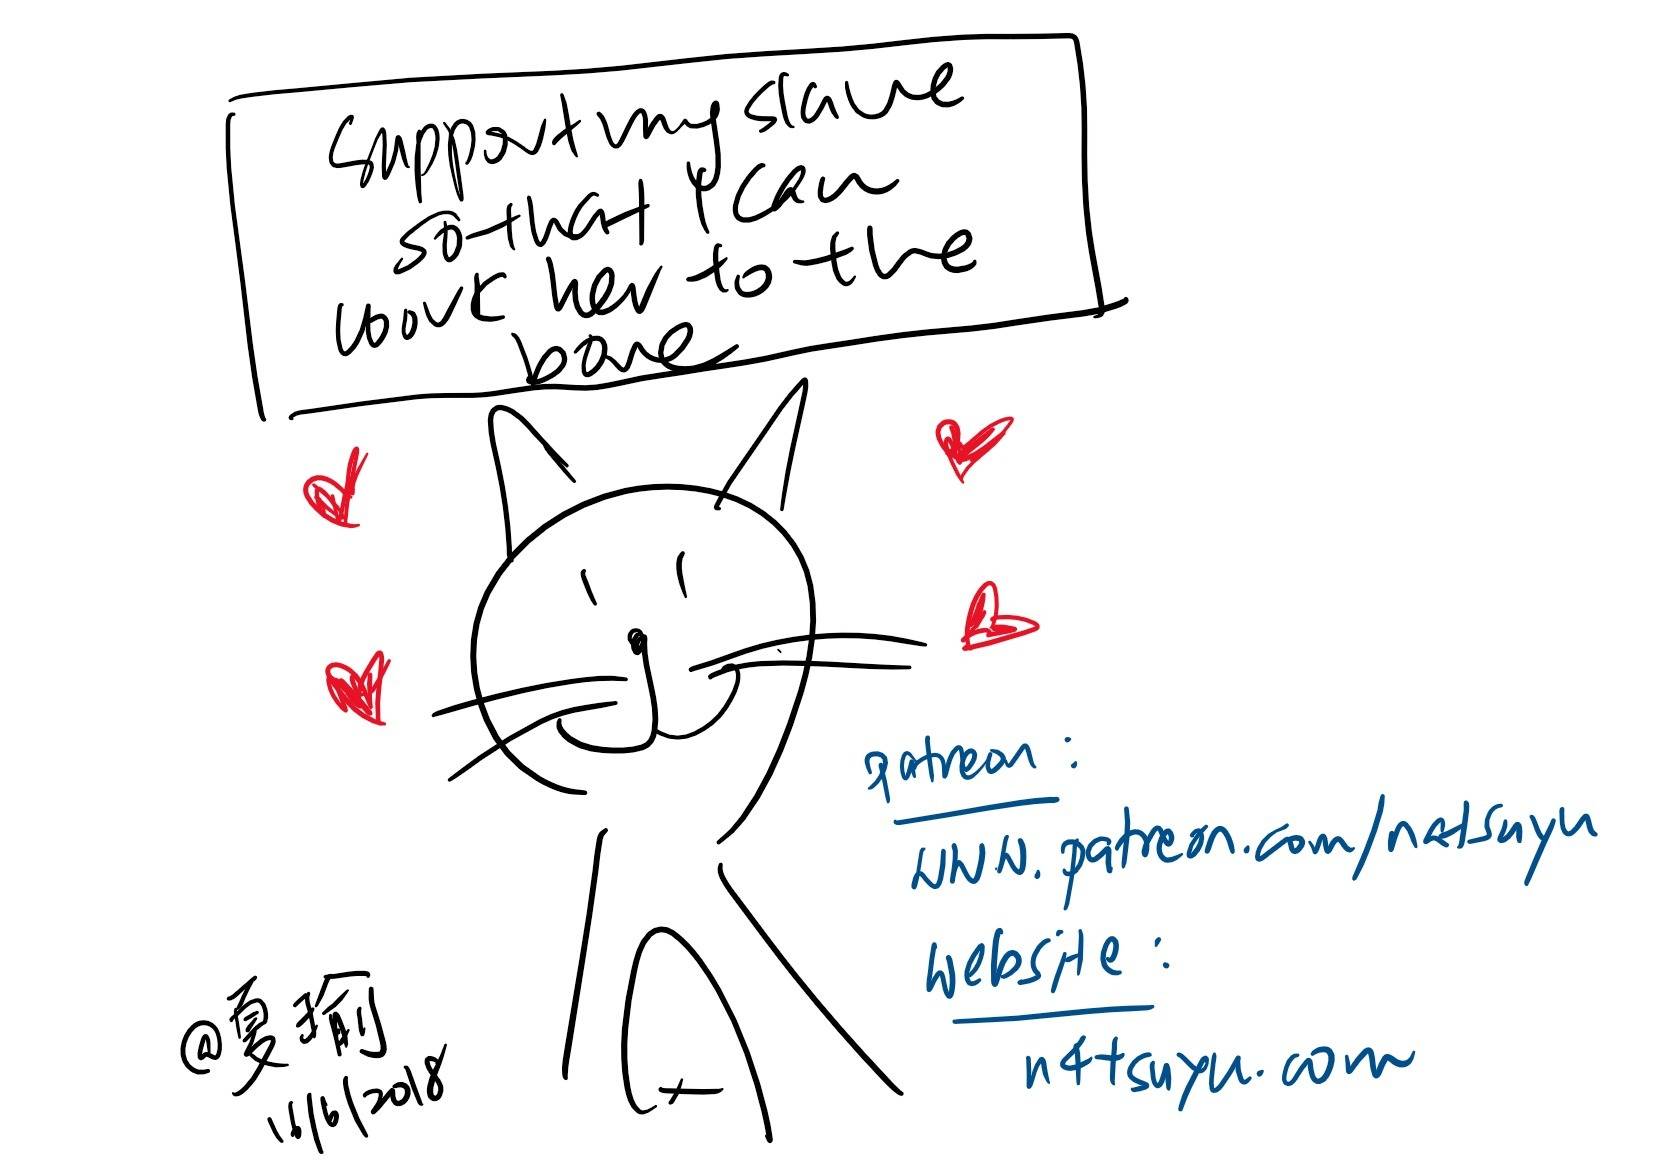 support my slave
so that i can
work her to the
bone
patreon:
www.patreon.com/n4tsuyu
website:
n4tsuyu.com
@夏瑜
16/6/2018